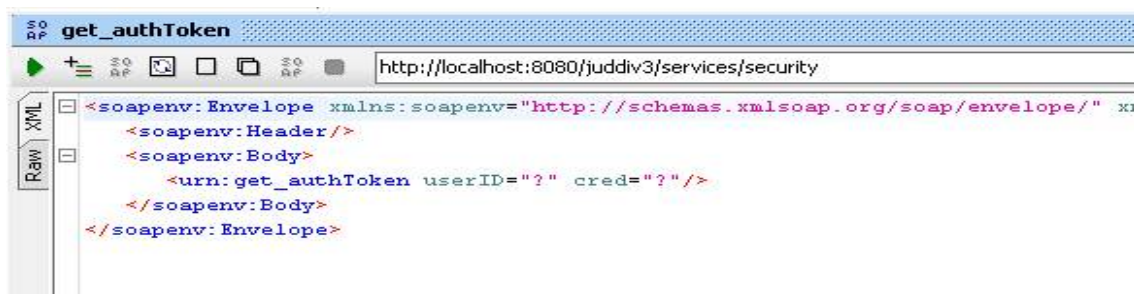 get_authToken
http://localhost:8080/juddiv3/services/security
XML
Raw
<soapenv:Envelope xmlns:soapenv="http://schemas.xmlsoap.org/soap/envelope/"
<soapenv:Header/>
<soapenv:Body>
<urn:get_authToken userID="?" cred="?"/>
</soapenv:Body>
</soapenv:Envelope>